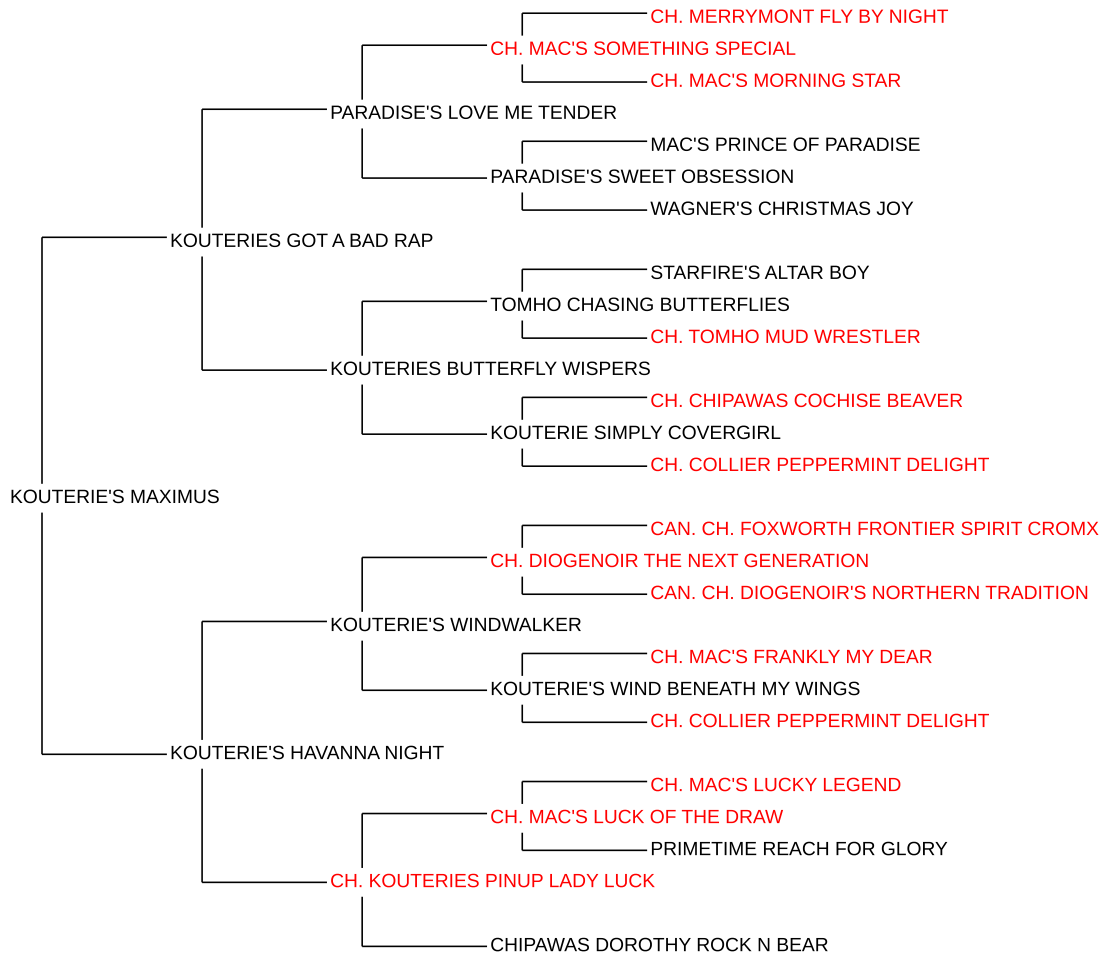 CH. MERRYMONT FLY BY NIGHT
CH. MAC'S SOMETHING SPECIAL
CH. MAC'S MORNING STAR
PARADISE'S LOVE ME TENDER
MAC'S PRINCE OF PARADISE
PARADISE'S SWEET OBSESSION
WAGNER'S CHRISTMAS JOY
KOUTERIES GOT A BAD RAP
STARFIRE'S ALTAR BOY
TOMHO CHASING BUTTERFLIES
CH. TOMHO MUD WRESTLER
KOUTERIES BUTTERFLY WISPERS
CH. CHIPAWAS COCHISE BEAVER
KOUTERIE SIMPLY COVERGIRL
CH. COLLIER PEPPERMINT DELIGHT
KOUTERIE'S MAXIMUS
CAN. CH. FOXWORTH FRONTIER SPIRIT CROMX
CH. DIOGENOIR THE NEXT GENERATION
CAN. CH. DIOGENOIR'S NORTHERN TRADITION
KOUTERIE'S WINDWALKER
CH. MAC'S FRANKLY MY DEAR
KOUTERIE'S WIND BENEATH MY WINGS
CH. COLLIER PEPPERMINT DELIGHT
KOUTERIE'S HAVANNA NIGHT
CH. MAC'S LUCKY LEGEND
CH. MAC'S LUCK OF THE DRAW
PRIMETIME REACH FOR GLORY
CH. KOUTERIES PINUP LADY LUCK
CHIPAWAS DOROTHY ROCK N BEAR